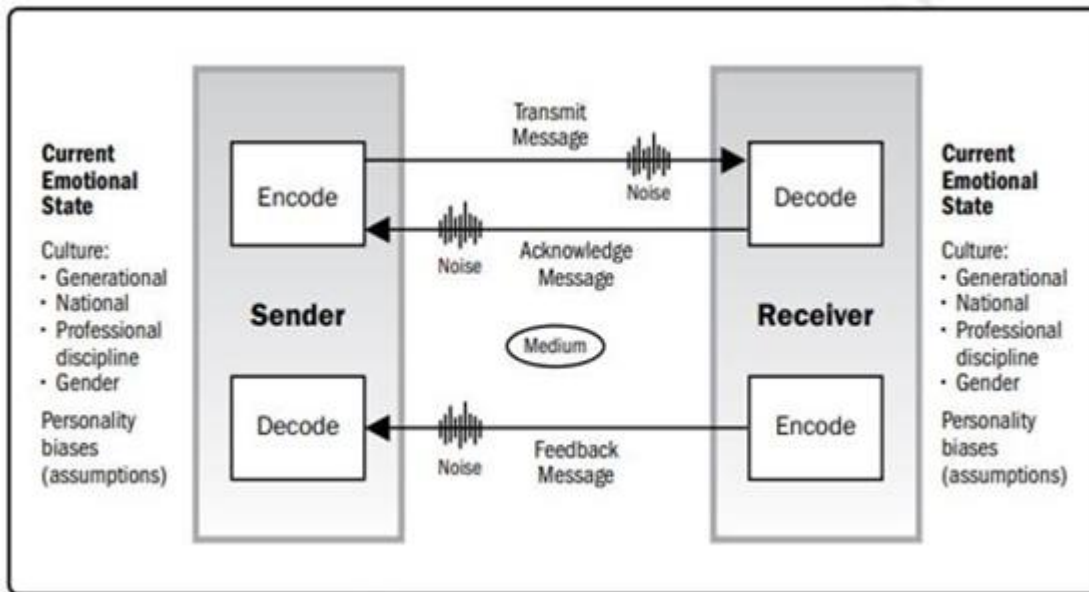 Current
Emotional
State
Culture:
• Generational
• National
• Professional
discipline
• Gender
Personality
biases
(assumptions)
Encode
Sender
Decode
Transmit
Message
Noise
Noise
Acknowledge
Message
Medium
Noise
Feedback
Message
Decode
Receiver
Encode
Current
Emotional
State
Culture:
• Generational
• National
• Professional
discipline
• Gender
Personality
biases
(assumptions)